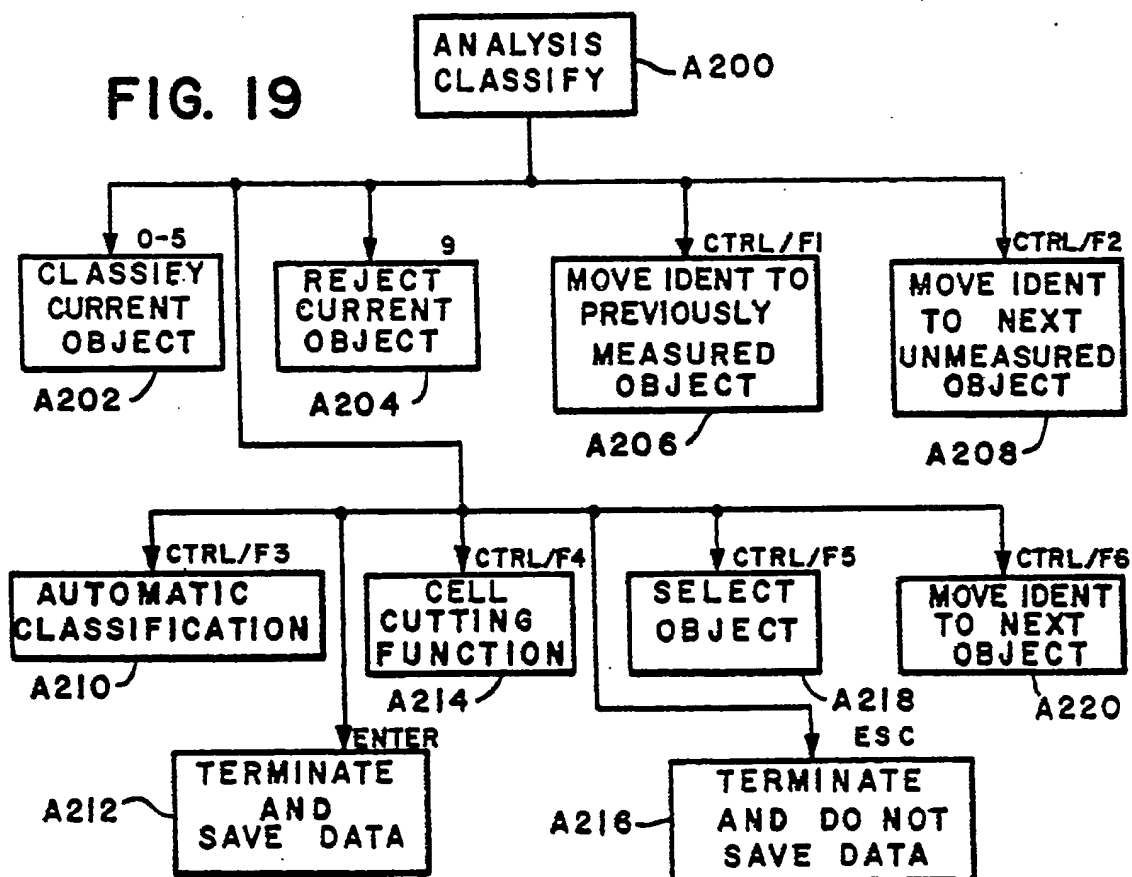 FIG. 19
ANALYSIS
CLASSIFY
A200
0-5
CLASSIFY
CURRENT
OBJECT
A202
9
REJECT
CURRENT
OBJECT
A204
CTRL/F1
MOVE IDENT TO
PREVIOUSLY
MEASURED
OBJECT
A206
CTRL/F2
MOVE IDENT
TO NEXT
UNMEASURED
OBJECT
A208
CTRL/F3
AUTOMATIC
CLASSIFICATION
A210
CTRL/F4
CELL
CUTTING
FUNCTION
A214
CTRL/F5
SELECT
OBJECT
A218
CTRL/F6
MOVE IDENT
TO NEXT
OBJECT
A220
ENTER
TERMINATE
AND
SAVE DATA
A212
ESC
TERMINATE
AND DO NOT
SAVE DATA
A216